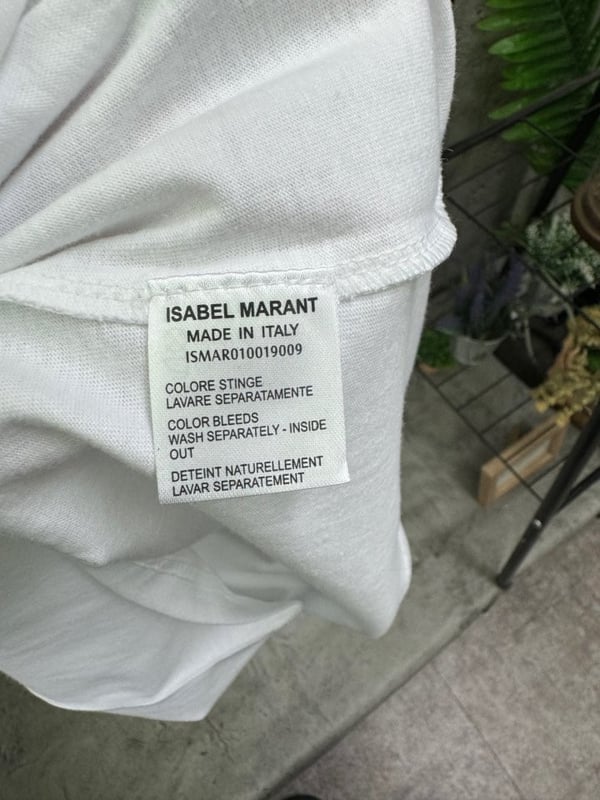 ISABEL MARANT
MADE IN ITALY
ISMAR010019009
COLORE STINGE
LAVARE SEPARATAMENTE
COLOR BLEEDS
WASH SEPARATELY - INSIDE
OUT
DETEINT NATURELLEMENT
LAVAR SEPARATEMENT